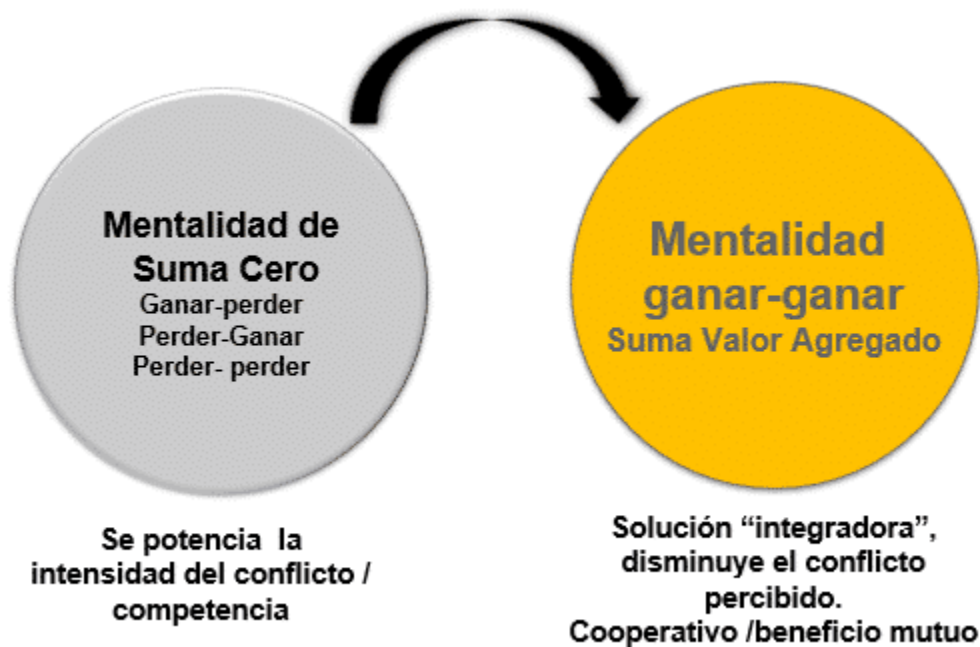 Mentalidad de
Suma Cero
Ganar-perder
Perder-Ganar
Perder- perder
Se potencia la
intensidad del conflicto /
competencia
Mentalidad
ganar-ganar
Suma Valor Agregado
Solución “integradora”,
disminuye el conflicto
percibido.
Cooperativo /beneficio mutuo